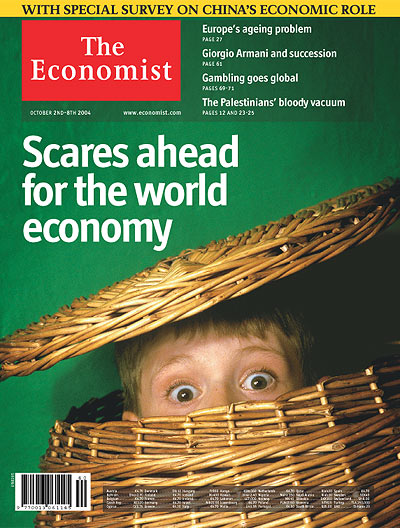 WITH SPECIAL SURVEY ON CHINA'S ECONOMIC ROLE
The
Economist
OCTOBER 2ND-8TH 2004
www.economist.com
Europe's ageing problem
PAGE 27
Giorgio Armani and succession
PAGE 61
Gambling goes global
PAGES 69-71
The Palestinians' bloody vacuum
PAGES 12 AND 23-25
Scares ahead
for the world
economy